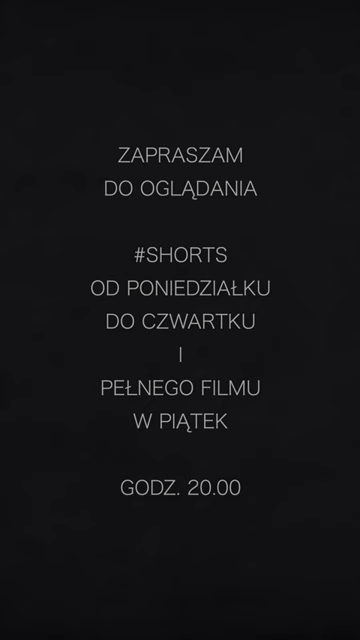 ZAPRASZAM
DO OGLĄDANIA
#SHORTS
OD PONIEDZIAŁKU
DO CZWARTKU
I
PEŁNEGO FILMU
W PIĄTEK
GODZ. 20.00